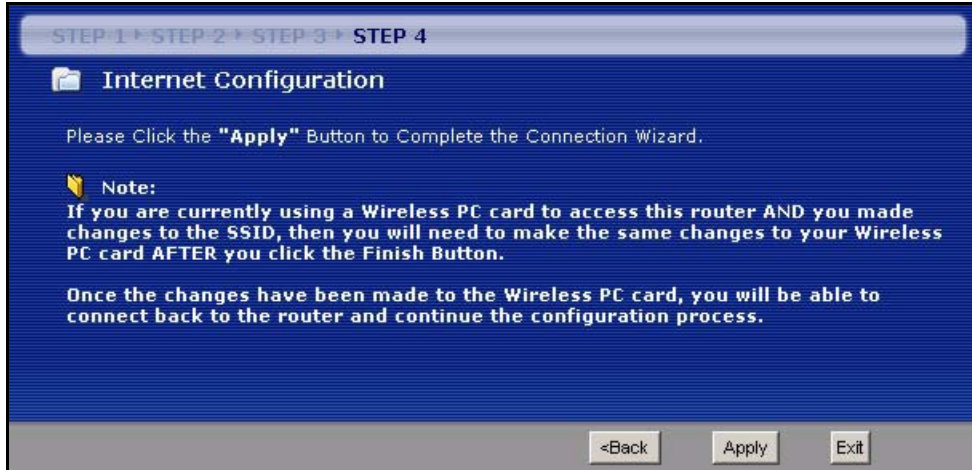 STEP 1 ▸ STEP 2 ▸ STEP 3 ▸ STEP 4
Internet Configuration
Please Click the "Apply" Button to Complete the Connection Wizard.
Note:
If you are currently using a Wireless PC card to access this router AND you made
changes to the SSID, then you will need to make the same changes to your Wireless
PC card AFTER you click the Finish Button.
Once the changes have been made to the Wireless PC card, you will be able to
connect back to the router and continue the configuration process.
<Back Apply Exit